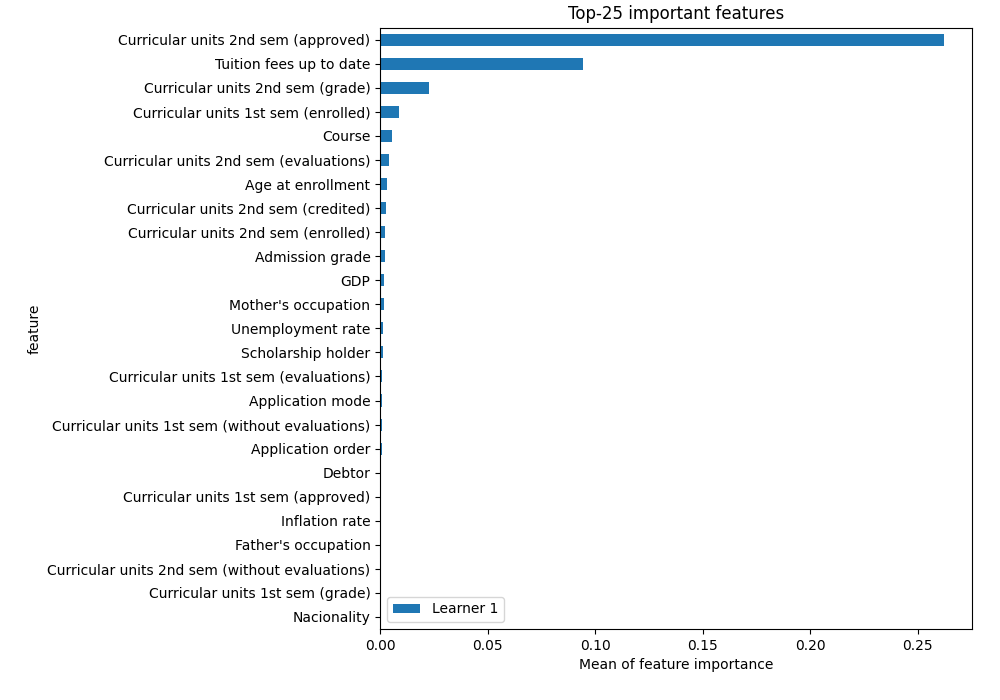 Top-25 important features
Curricular units 2nd sem (approved)
Tuition fees up to date
Curricular units 2nd sem (grade)
Curricular units 1st sem (enrolled)
Course
Curricular units 2nd sem (evaluations)
Age at enrollment
Curricular units 2nd sem (credited)
Curricular units 2nd sem (enrolled)
Admission grade
GDP
Mother's occupation
Unemployment rate
Scholarship holder
Curricular units 1st sem (evaluations)
Application mode
Curricular units 1st sem (without evaluations)
Application order
Debtor
Curricular units 1st sem (approved)
Inflation rate
Father's occupation
Curricular units 2nd sem (without evaluations)
Curricular units 1st sem (grade)
Nacionality
feature
Learner 1
0.00 0.05 0.10 0.15 0.20 0.25
Mean of feature importance